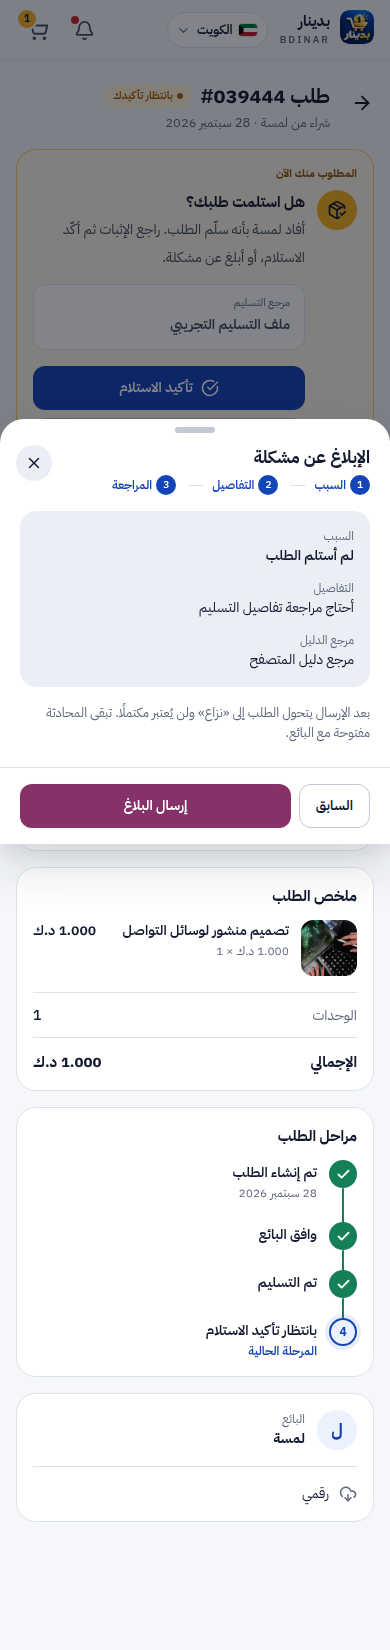 بدينار
BDINAR
الكويت
1
طلب 039444#
بانتظار تأكيدك
شراء من لمسة · 28 سبتمبر 2026
المطلوب منك الآن
هل استلمت طلبك؟
أفاد لمسة بأنه سلّم الطلب. راجع الإثبات ثم أكّد
الاستلام، أو أبلغ عن مشكلة.
مرجع التسليم
ملف التسليم التجريبي
تأكيد الاستلام
الإبلاغ عن مشكلة
1 السبب
2 التفاصيل
3 المراجعة
السبب
لم أستلم الطلب
التفاصيل
أحتاج مراجعة تفاصيل التسليم
مرجع الدليل
مرجع دليل المتصفح
بعد الإرسال يتحول الطلب إلى «نزاع» ولن يُعتبر مكتملًا. تبقى المحادثة
مفتوحة مع البائع.
السابق
إرسال البلاغ
ملخص الطلب
تصميم منشور لوسائل التواصل
1.000 د.ك
1.000 د.ك × 1
الوحدات
1
الإجمالي
1.000 د.ك
مراحل الطلب
تم إنشاء الطلب
28 سبتمبر 2026
وافق البائع
تم التسليم
4 بانتظار تأكيد الاستلام
المرحلة الحالية
ل
البائع
لمسة
رقمي